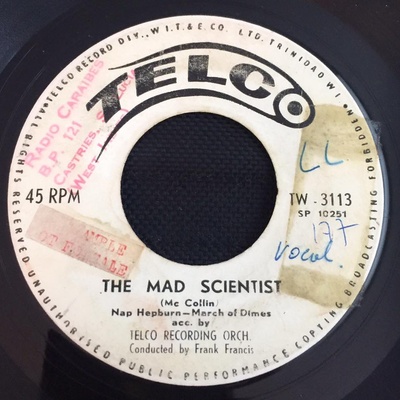 TELCO RECORD DIV., W.I.T. & E. CO. LTD., TRINIDAD W I
ALL RIGHTS RESERVED
TELCO
RADIO CARAIBES
B.P. 121
Castries,
West
45 RPM
TW - 3113
SP 10251
LL
177
vocal.
THE MAD SCIENTIST
(Mc Collin)
Nap Hepburn—March of Dimes
acc. by
TELCO RECORDING ORCH.
Conducted by Frank Francis
UNAUTHORISED PUBLIC PERFORMANCE COPYING BROADCASTING FORBIDDEN